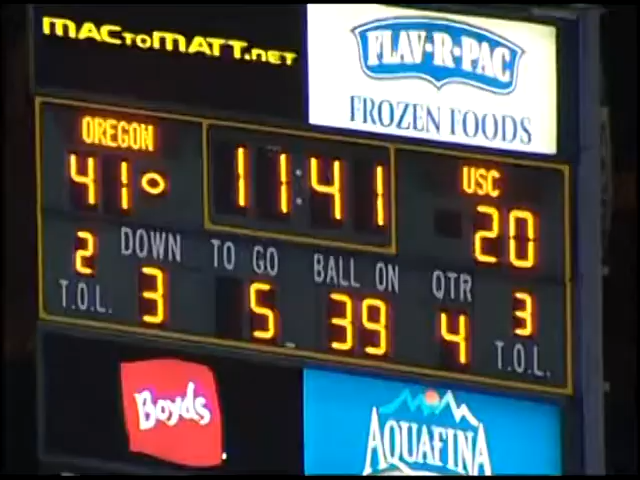 MACTOMATT.NET
FLAV·R·PAC
FROZEN FOODS
OREGON
41
11:41
USC
20
2 DOWN TO GO BALL ON QTR
T.O.L. 3 5 39 4 3
T.O.L.
Boyds
AQUAFINA